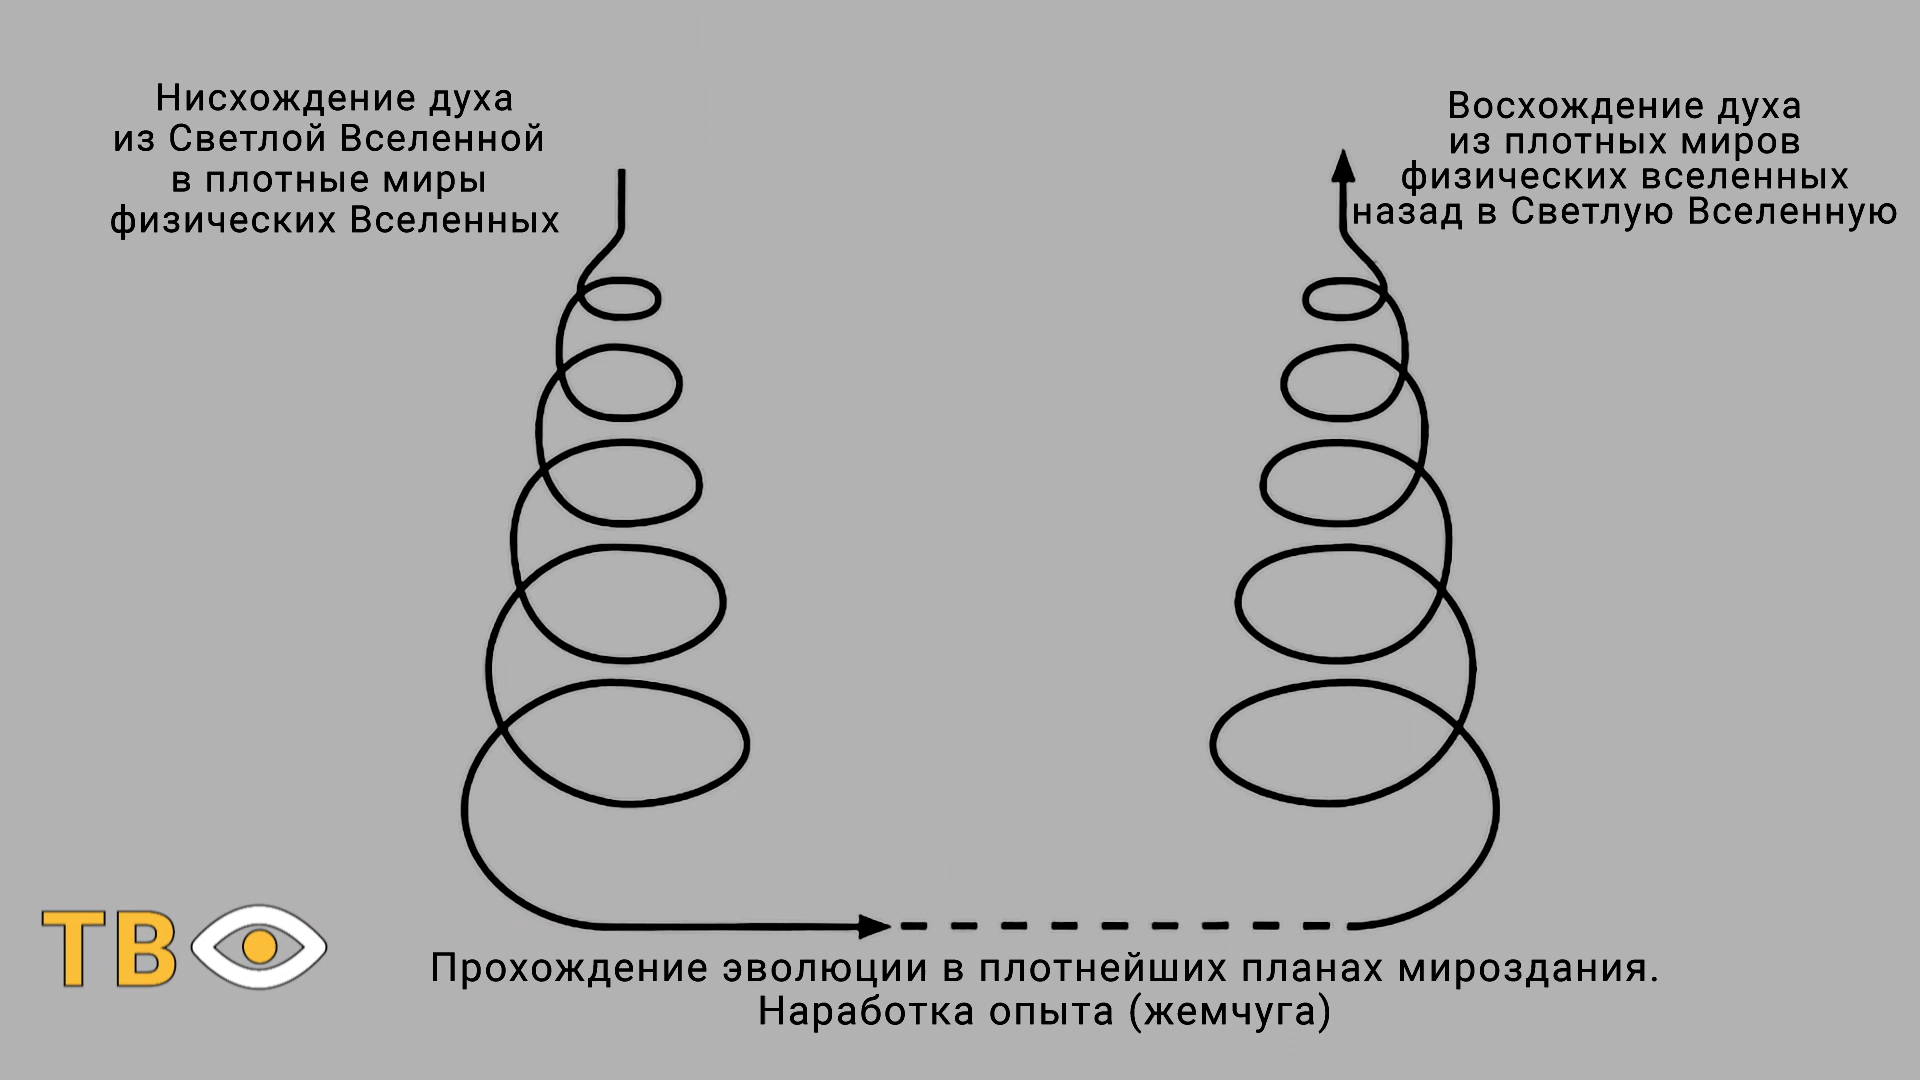 Нисхождение духа
из Светлой Вселенной
в плотные миры
физических Вселенных
Восхождение духа
из плотных миров
физических вселенных
назад в Светлую Вселенную
Прохождение эволюции в плотнейших планах мироздания.
Наработка опыта (жемчуга)
ТВ